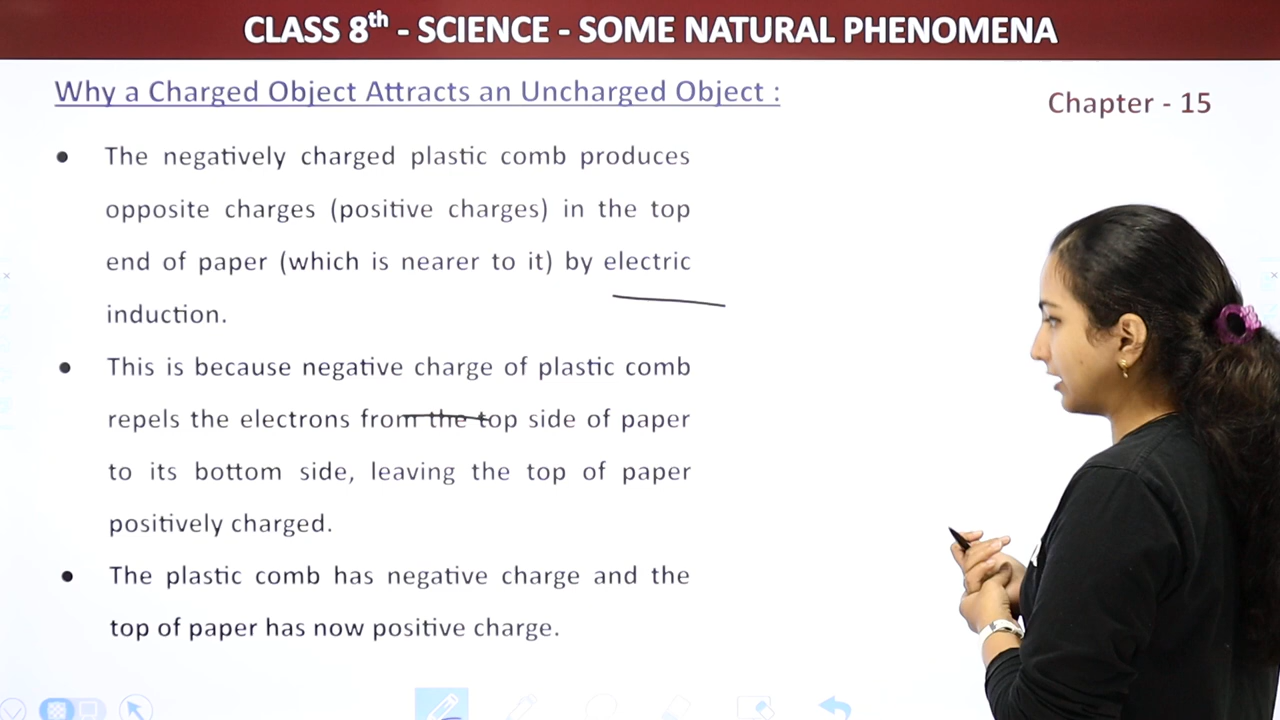 CLASS 8th - SCIENCE - SOME NATURAL PHENOMENA
Why a Charged Object Attracts an Uncharged Object :
Chapter - 15
● The negatively charged plastic comb produces
opposite charges (positive charges) in the top
end of paper (which is nearer to it) by electric
induction.
● This is because negative charge of plastic comb
repels the electrons from the top side of paper
to its bottom side, leaving the top of paper
positively charged.
● The plastic comb has negative charge and the
top of paper has now positive charge.